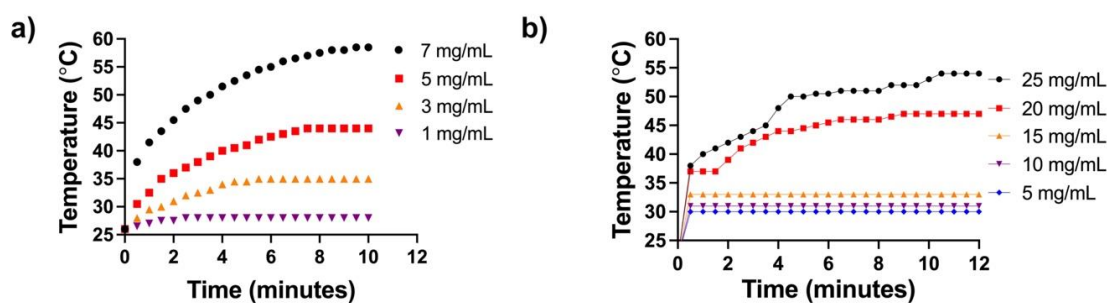 a)
Temperature (°C)
60
55
50
45
40
35
30
25
0
2
4
6
8
10
12
Time (minutes)
7 mg/mL
5 mg/mL
3 mg/mL
1 mg/mL
b)
Temperature (°C)
60
55
50
45
40
35
30
25
0
2
4
6
8
10
12
Time (minutes)
25 mg/mL
20 mg/mL
15 mg/mL
10 mg/mL
5 mg/mL